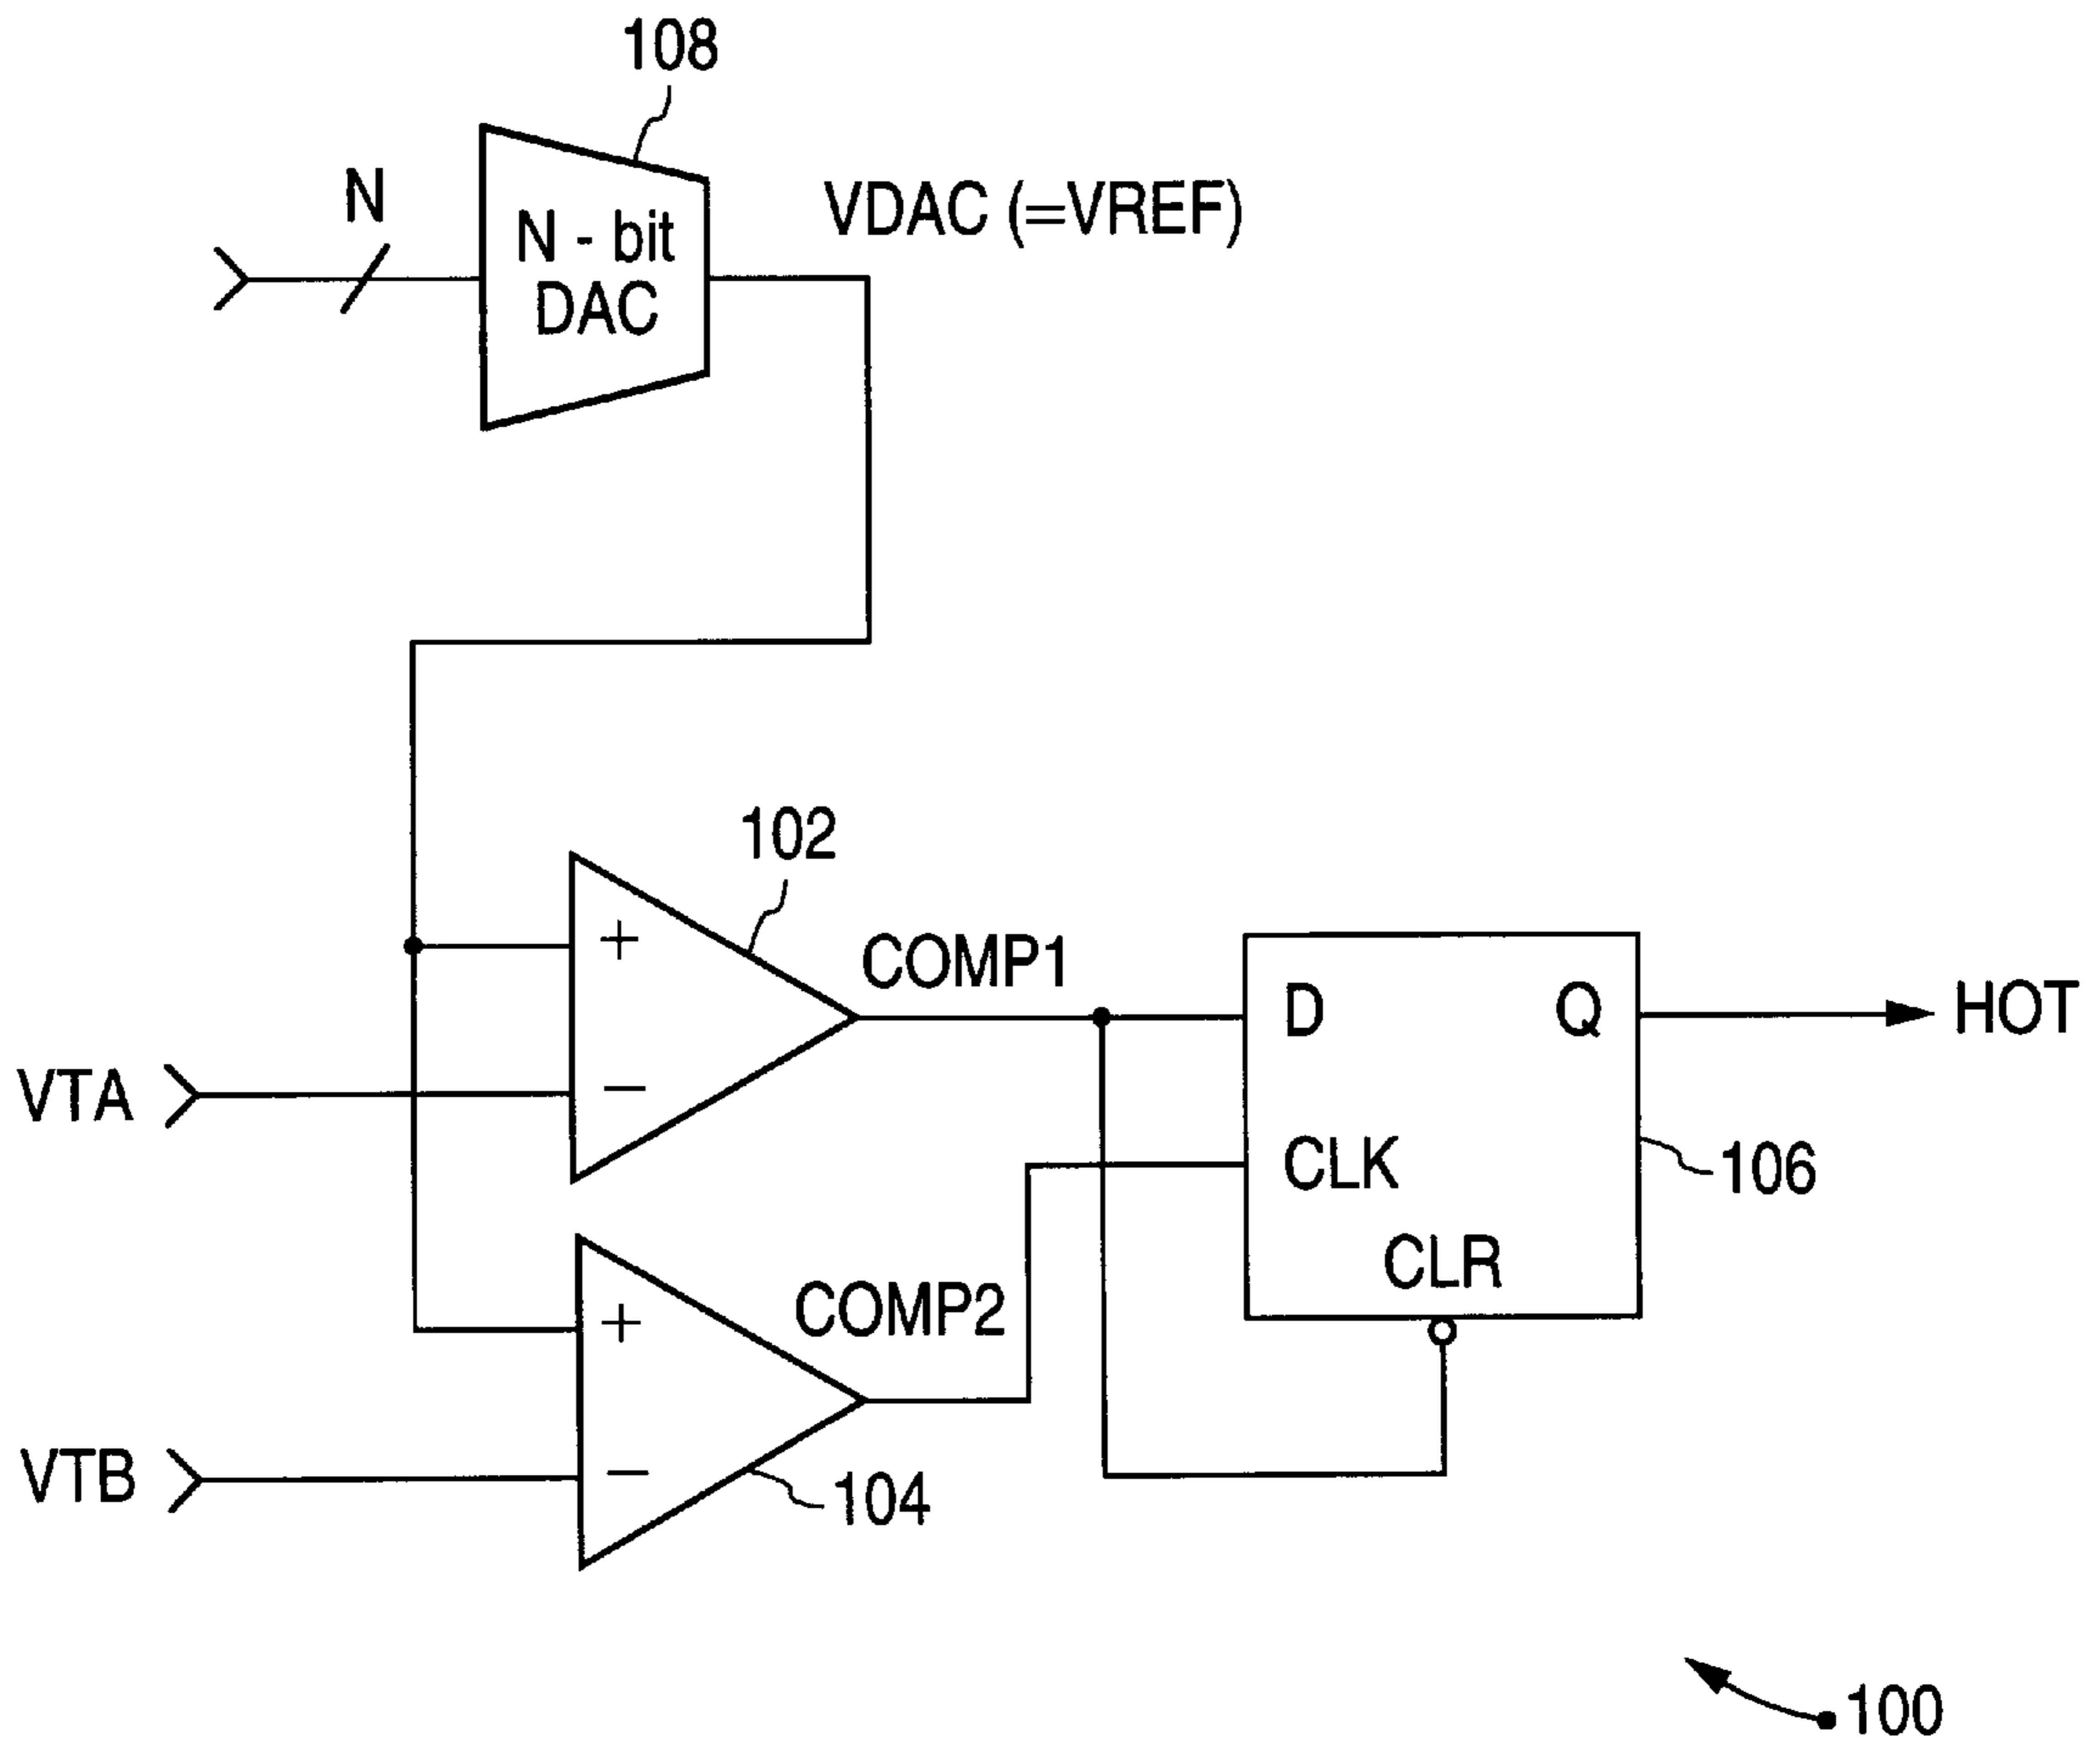 108
N
N - bit
DAC
VDAC (=VREF)
102
+
−
COMP1
VTA
D
Q
HOT
CLK
CLR
106
+
−
COMP2
VTB
104
100